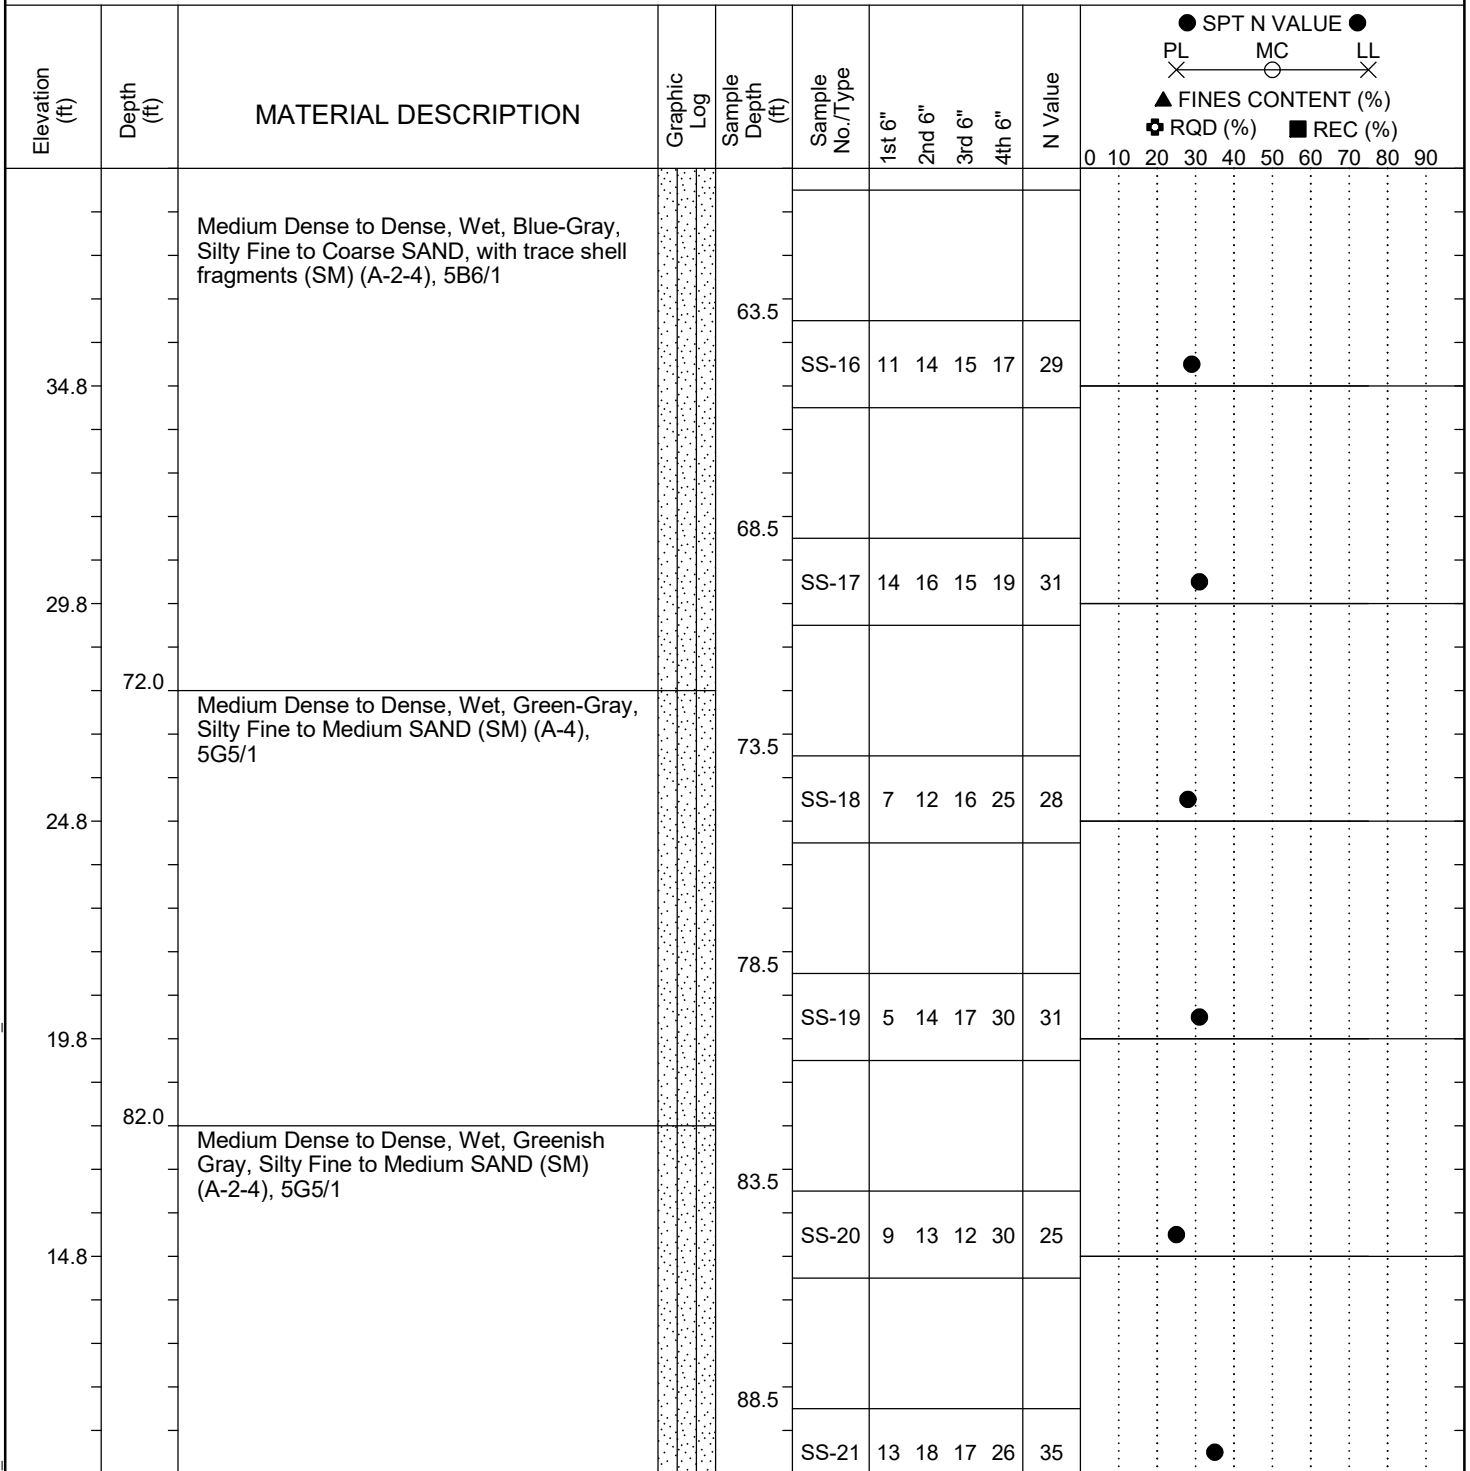 Elevation
(ft)
Depth
(ft)
MATERIAL DESCRIPTION
Graphic
Log
Sample
Depth
(ft)
Sample
No./Type
1st 6"
2nd 6"
3rd 6"
4th 6"
N Value
SPT N VALUE
PL MC LL
FINES CONTENT (%)
RQD (%) REC (%)
0 10 20 30 40 50 60 70 80 90
Medium Dense to Dense, Wet, Blue-Gray,
Silty Fine to Coarse SAND, with trace shell
fragments (SM) (A-2-4), 5B6/1
63.5
SS-16 11 14 15 17 29
34.8
68.5
SS-17 14 16 15 19 31
29.8
72.0
Medium Dense to Dense, Wet, Green-Gray,
Silty Fine to Medium SAND (SM) (A-4),
5G5/1
73.5
SS-18 7 12 16 25 28
24.8
78.5
SS-19 5 14 17 30 31
19.8
82.0
Medium Dense to Dense, Wet, Greenish
Gray, Silty Fine to Medium SAND (SM)
(A-2-4), 5G5/1
83.5
SS-20 9 13 12 30 25
14.8
88.5
SS-21 13 18 17 26 35